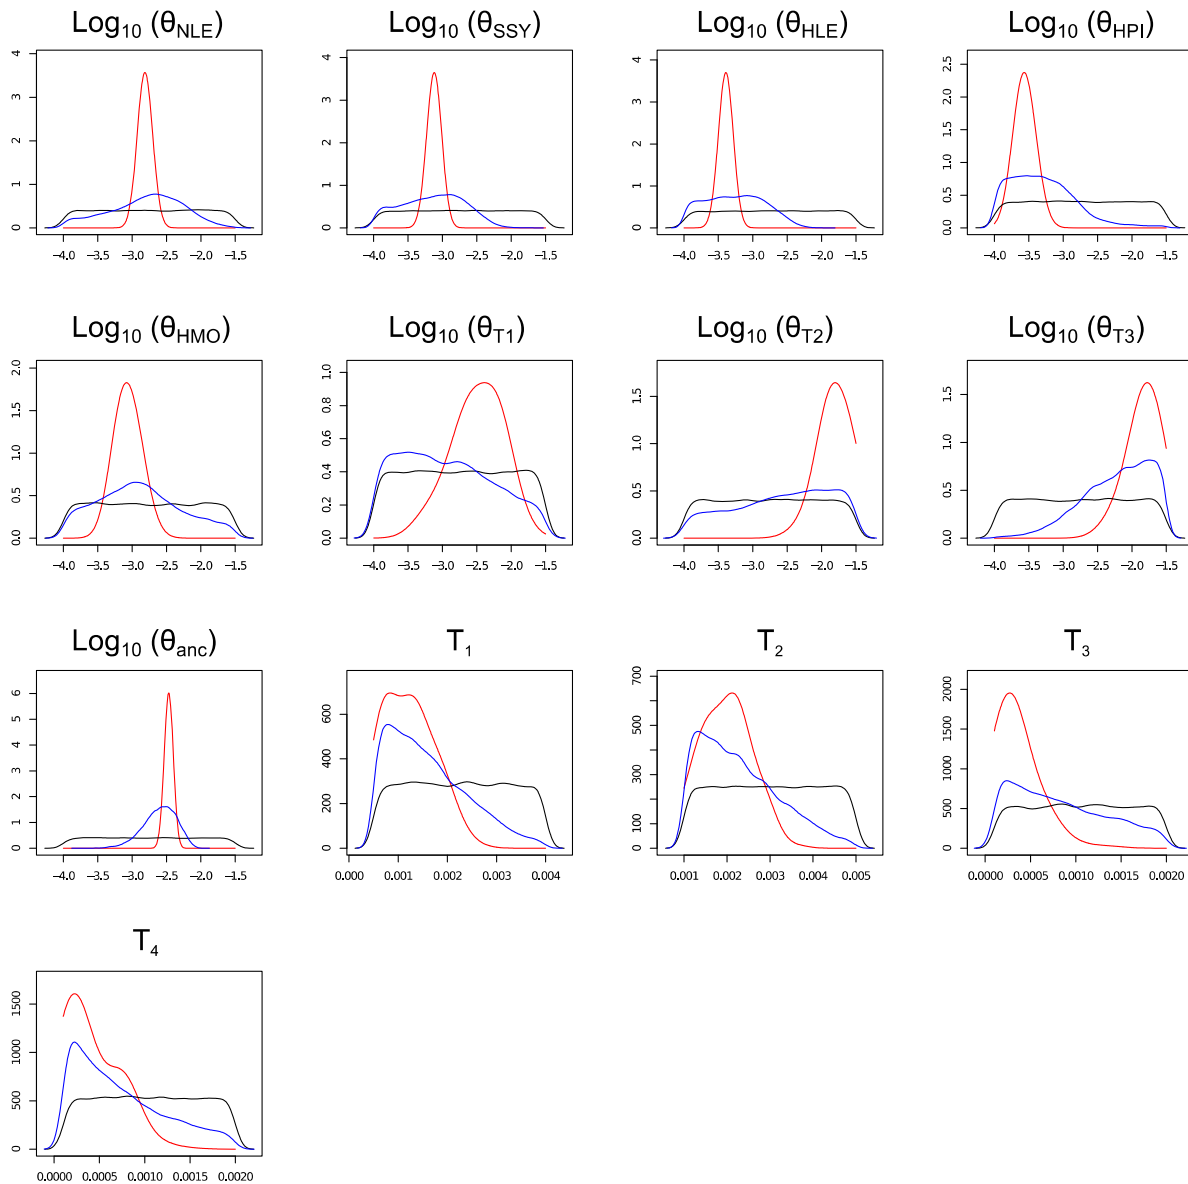 Log10 (θNLE) Log10 (θSSY) Log10 (θHLE) Log10 (θHPI)
0 1 2 3 4
−4.0 −3.5 −3.0 −2.5 −2.0 −1.5
0 1 2 3 4
−4.0 −3.5 −3.0 −2.5 −2.0 −1.5
0 1 2 3 4
−4.0 −3.5 −3.0 −2.5 −2.0 −1.5
0.0 0.5 1.0 1.5 2.0 2.5
−4.0 −3.5 −3.0 −2.5 −2.0 −1.5
Log10 (θHMO) Log10 (θT1) Log10 (θT2) Log10 (θT3)
0.0 0.5 1.0 1.5 2.0
−4.0 −3.5 −3.0 −2.5 −2.0 −1.5
0.0 0.2 0.4 0.6 0.8 1.0
−4.0 −3.5 −3.0 −2.5 −2.0 −1.5
0.0 0.5 1.0 1.5
−4.0 −3.5 −3.0 −2.5 −2.0 −1.5
0.0 0.5 1.0 1.5
−4.0 −3.5 −3.0 −2.5 −2.0 −1.5
Log10 (θanc) T1 T2 T3
0 1 2 3 4 5 6
−4.0 −3.5 −3.0 −2.5 −2.0 −1.5
0 200 400 600
0.000 0.001 0.002 0.003 0.004
0 100 300 500 700
0.001 0.002 0.003 0.004 0.005
0 500 1000 1500 2000
0.0000 0.0005 0.0010 0.0015 0.0020
T4
0 500 1000 1500
0.0000 0.0005 0.0010 0.0015 0.0020